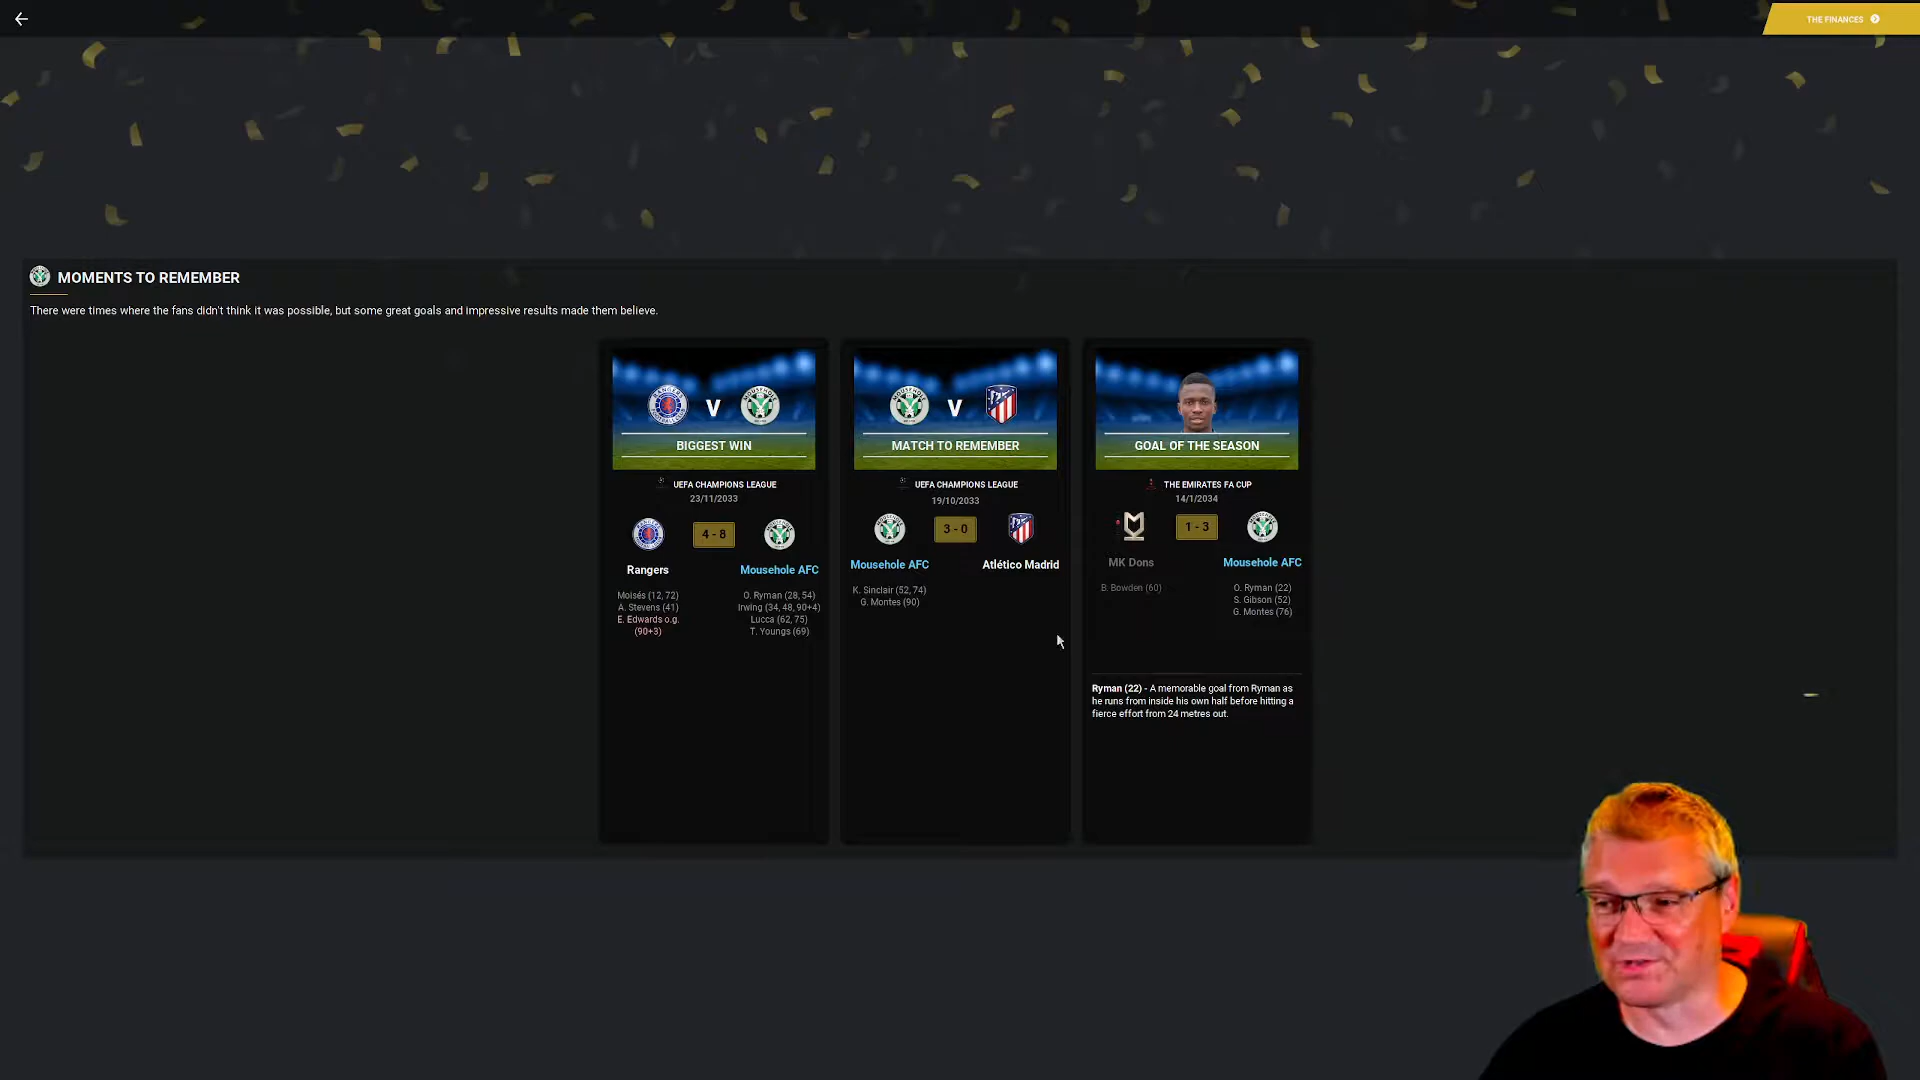 THE FINANCES
MOMENTS TO REMEMBER
There were times where the fans didn't think it was possible, but some great goals and impressive results made them believe.
V
BIGGEST WIN
UEFA CHAMPIONS LEAGUE
23/11/2033
4 - 8
Rangers
Mousehole AFC
Moisés (12, 72)
A. Stevens (41)
E. Edwards o.g.
(90+3)
O. Ryman (28, 54)
Irwing (34, 48, 90+4)
Lucca (62, 75)
T. Youngs (69)
V
MATCH TO REMEMBER
UEFA CHAMPIONS LEAGUE
19/10/2033
3 - 0
Mousehole AFC
Atlético Madrid
K. Sinclair (52, 74)
G. Montes (90)
GOAL OF THE SEASON
THE EMIRATES FA CUP
14/1/2034
1 - 3
MK Dons
Mousehole AFC
B. Bowden (60)
O. Ryman (22)
S. Gibson (52)
G. Montes (76)
Ryman (22) - A memorable goal from Ryman as
he runs from inside his own half before hitting a
fierce effort from 24 metres out.